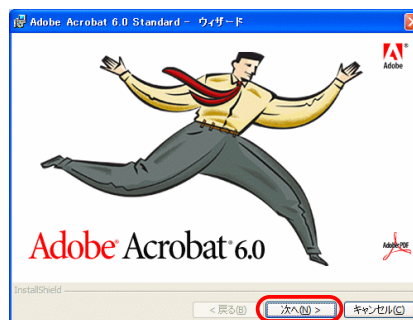 Adobe Acrobat 6.0 Standard - ウィザード
Adobe®
Adobe® Acrobat® 6.0
Adobe PDF
InstallShield
< 戻る(B)
次へ(N) >
キャンセル(C)